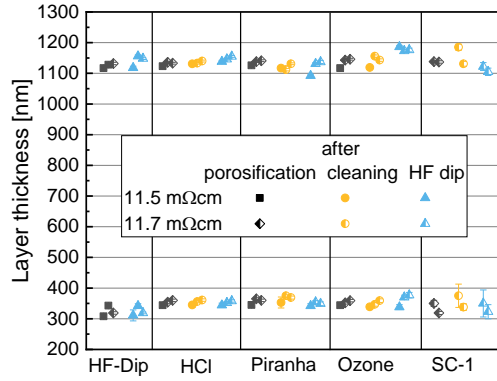 1300
1200
1100
1000
900
800
700
600
500
400
300
200
Layer thickness [nm]
after
porosification cleaning HF dip
11.5 mΩcm
11.7 mΩcm
HF-Dip HCl Piranha Ozone SC-1